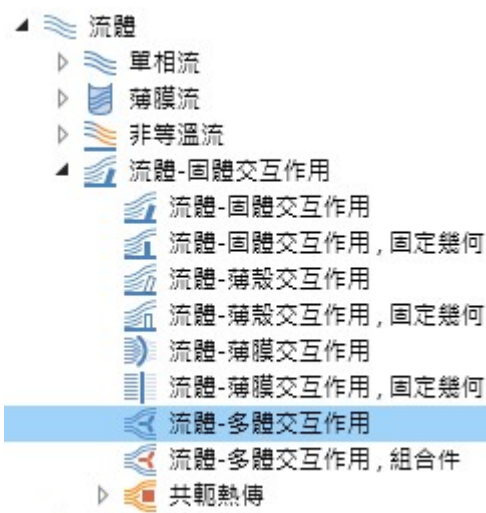 流體
單相流
薄膜流
非等溫流
流體-固體交互作用
流體-固體交互作用
流體-固體交互作用 , 固定幾何
流體-薄殼交互作用
流體-薄殼交互作用 , 固定幾何
流體-薄膜交互作用
流體-薄膜交互作用 , 固定幾何
流體-多體交互作用
流體-多體交互作用 , 組合件
共軛熱傳